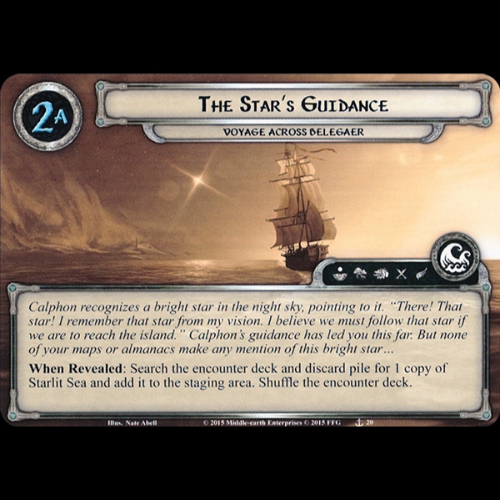 2A
THE STAR'S GUIDANCE
VOYAGE ACROSS BELEGAER
Calphon recognizes a bright star in the night sky, pointing to it. "There! That
star! I remember that star from my vision. I believe we must follow that star if
we are to reach the island." Calphon's guidance has led you this far. But none
of your maps or almanacs make any mention of this bright star…
When Revealed: Search the encounter deck and discard pile for 1 copy of
Starlit Sea and add it to the staging area. Shuffle the encounter deck.
Illus. Nate Abell © 2015 Middle-earth Enterprises © 2015 FFG 20